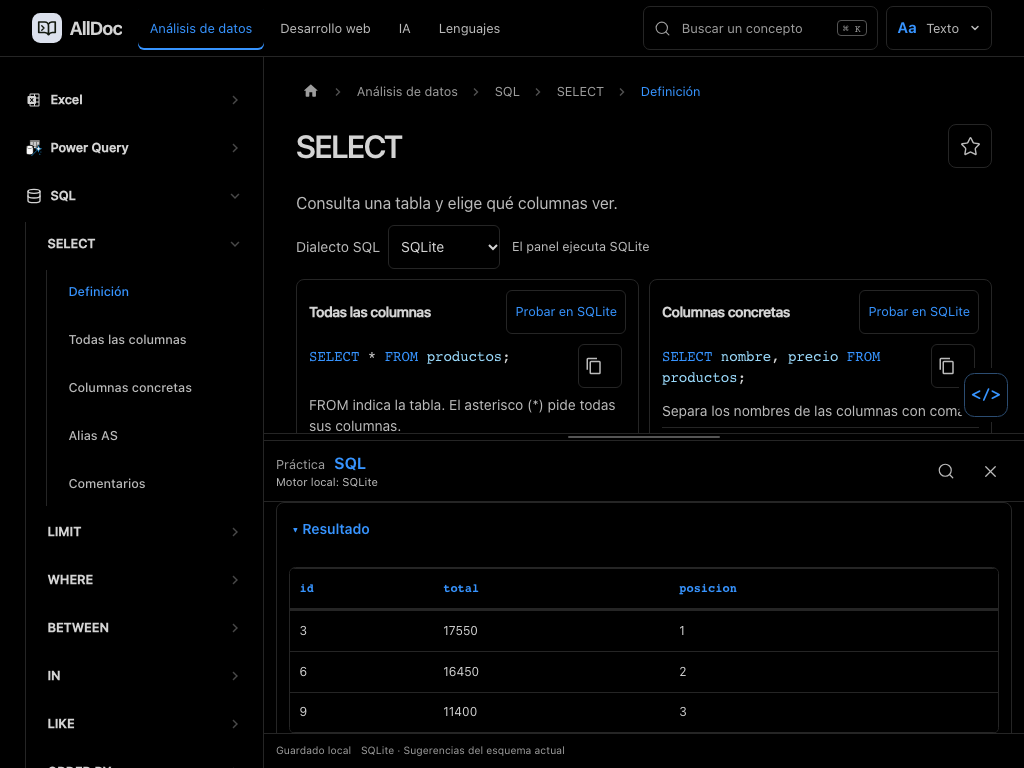 AllDoc
Análisis de datos
Desarrollo web
IA
Lenguajes
Buscar un concepto
⌘ K
Aa Texto
Excel
Power Query
SQL
SELECT
Definición
Todas las columnas
Columnas concretas
Alias AS
Comentarios
LIMIT
WHERE
BETWEEN
IN
LIKE
Análisis de datos > SQL > SELECT > Definición
SELECT
Consulta una tabla y elige qué columnas ver.
Dialecto SQL SQLite El panel ejecuta SQLite
Todas las columnas
Probar en SQLite
SELECT * FROM productos;
FROM indica la tabla. El asterisco (*) pide todas
sus columnas.
Columnas concretas
Probar en SQLite
SELECT nombre, precio FROM
productos;
Separa los nombres de las columnas con
</>
Práctica SQL
Motor local: SQLite
Resultado
id total posicion
3 17550 1
6 16450 2
9 11400 3
Guardado local SQLite · Sugerencias del esquema actual